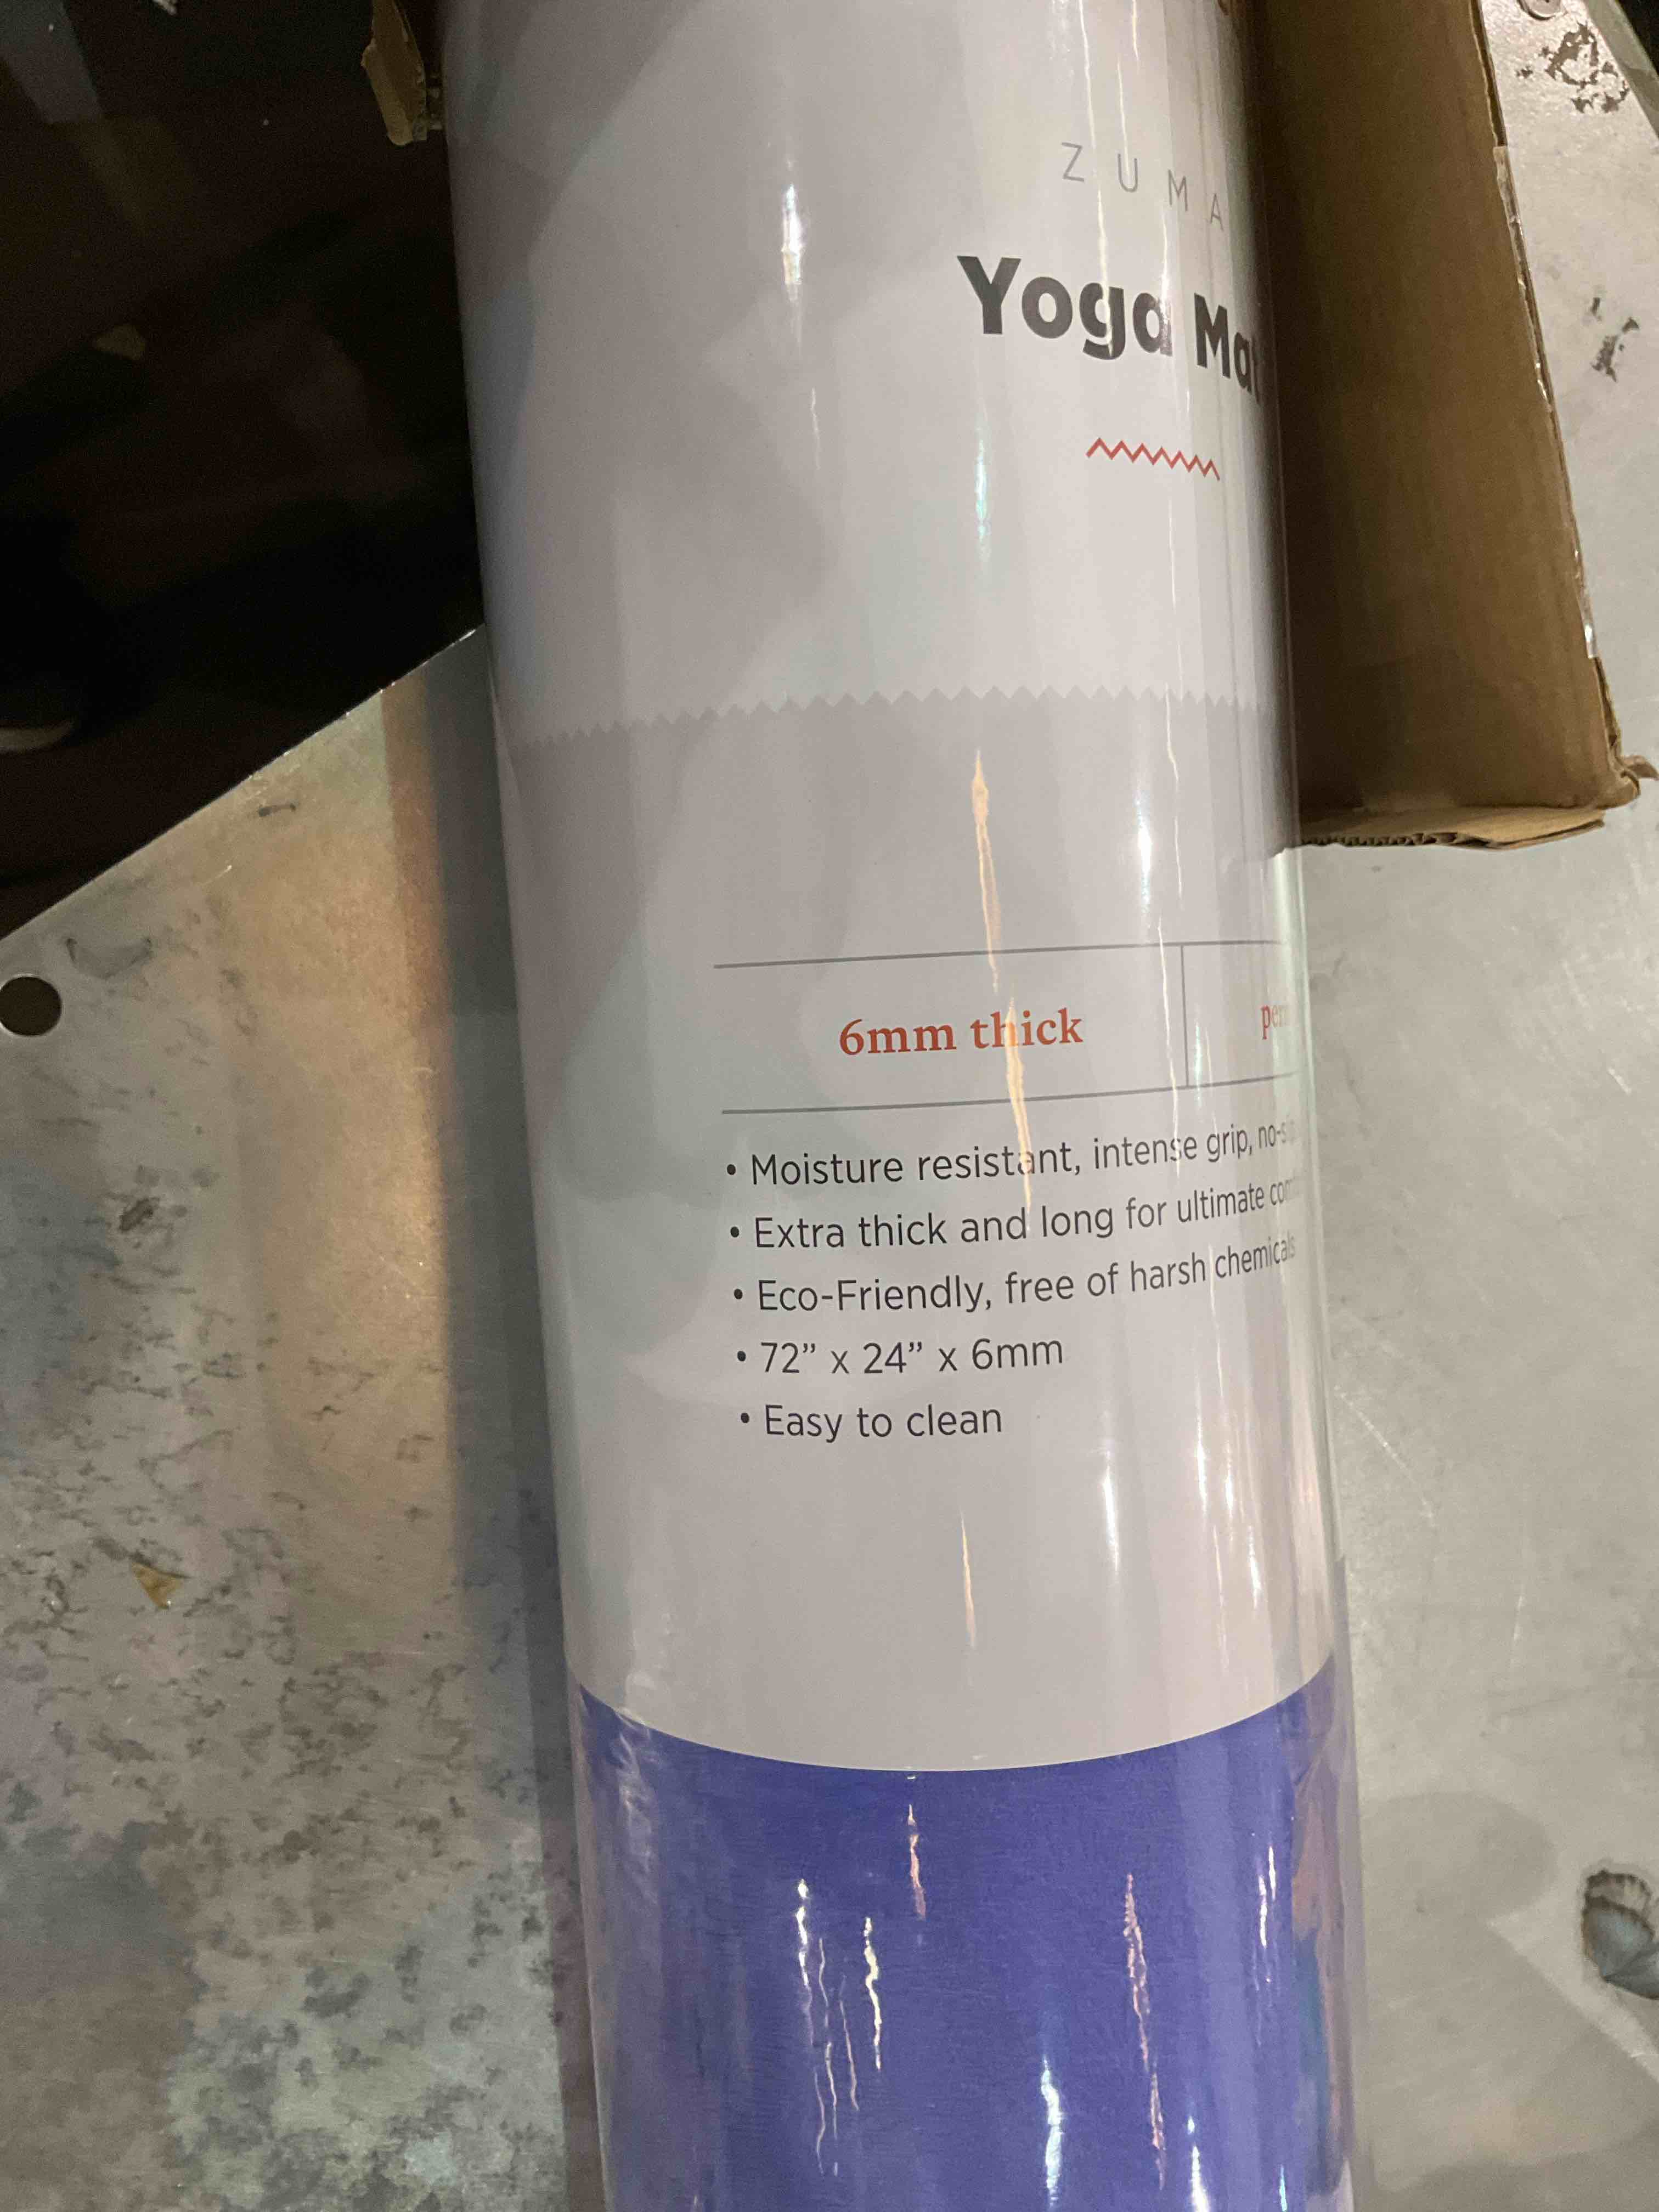 ZUMA
Yoga Mat
6mm thick
• Moisture resistant, intense grip,
• Extra thick and long for ultimate
• Eco-Friendly, free of harsh chemicals
• 72” x 24” x 6mm
• Easy to clean